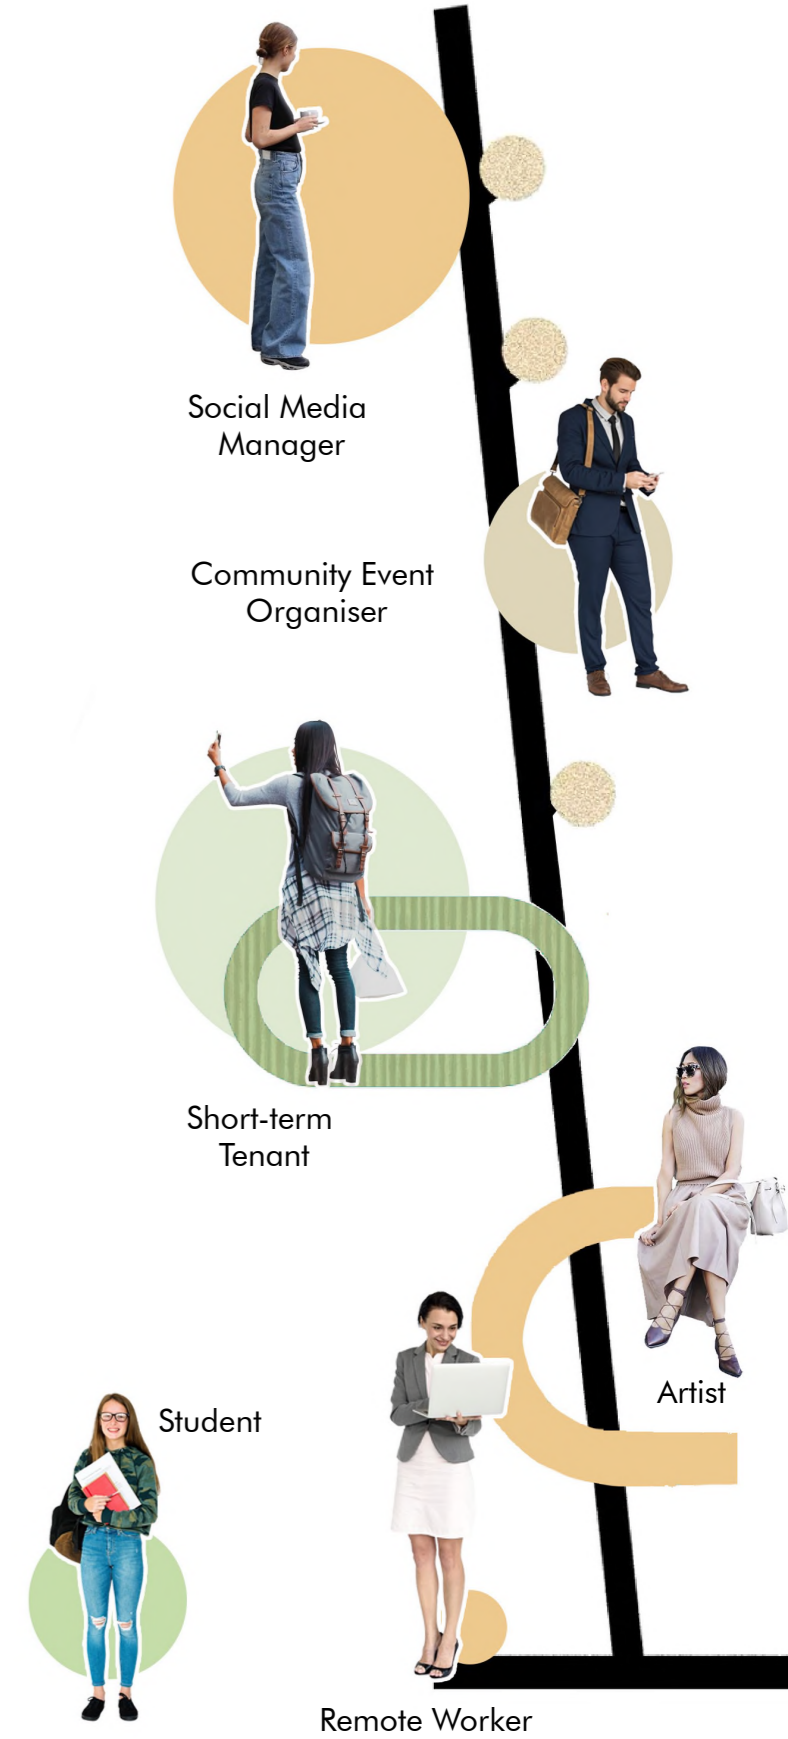 Social Media
Manager
Community Event
Organiser
Short-term
Tenant
Artist
Student
Remote Worker